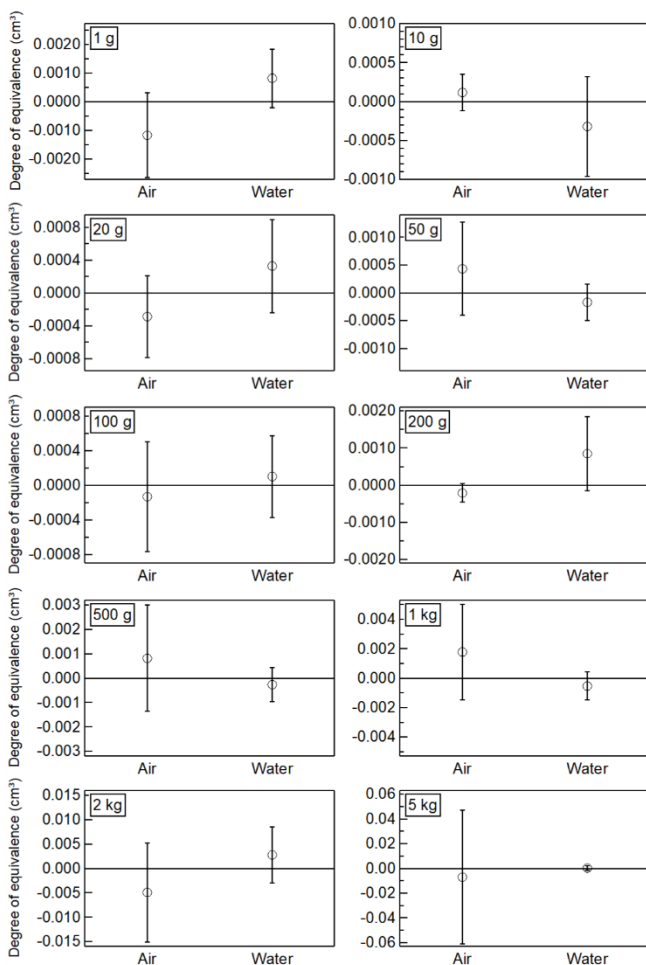 Degree of equivalence (cm³)
1 g
0.0020
0.0010
0.0000
-0.0010
-0.0020
Air Water
10 g
0.0010
0.0005
0.0000
-0.0005
-0.0010
Air Water
Degree of equivalence (cm³)
20 g
0.0008
0.0004
0.0000
-0.0004
-0.0008
Air Water
50 g
0.0010
0.0005
0.0000
-0.0005
-0.0010
Air Water
Degree of equivalence (cm³)
100 g
0.0008
0.0004
0.0000
-0.0004
-0.0008
Air Water
200 g
0.0020
0.0010
0.0000
-0.0010
-0.0020
Air Water
Degree of equivalence (cm³)
500 g
0.003
0.002
0.001
0.000
-0.001
-0.002
-0.003
Air Water
1 kg
0.004
0.002
0.000
-0.002
-0.004
Air Water
Degree of equivalence (cm³)
2 kg
0.015
0.010
0.005
0.000
-0.005
-0.010
-0.015
Air Water
5 kg
0.06
0.04
0.02
0.00
-0.02
-0.04
-0.06
Air Water